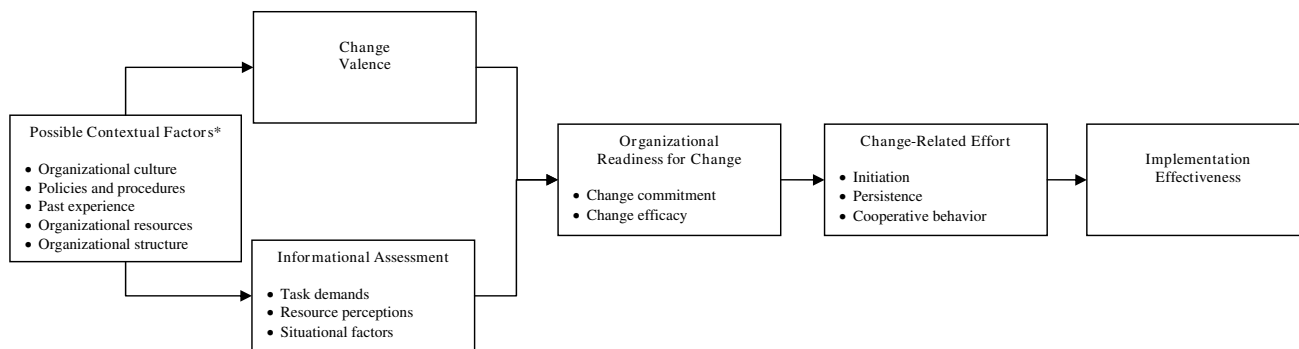 Change
Valence
Possible Contextual Factors*
• Organizational culture
• Policies and procedures
• Past experience
• Organizational resources
• Organizational structure
Informational Assessment
• Task demands
• Resource perceptions
• Situational factors
Organizational
Readiness for Change
• Change commitment
• Change efficacy
Change-Related Effort
• Initiation
• Persistence
• Cooperative behavior
Implementation
Effectiveness